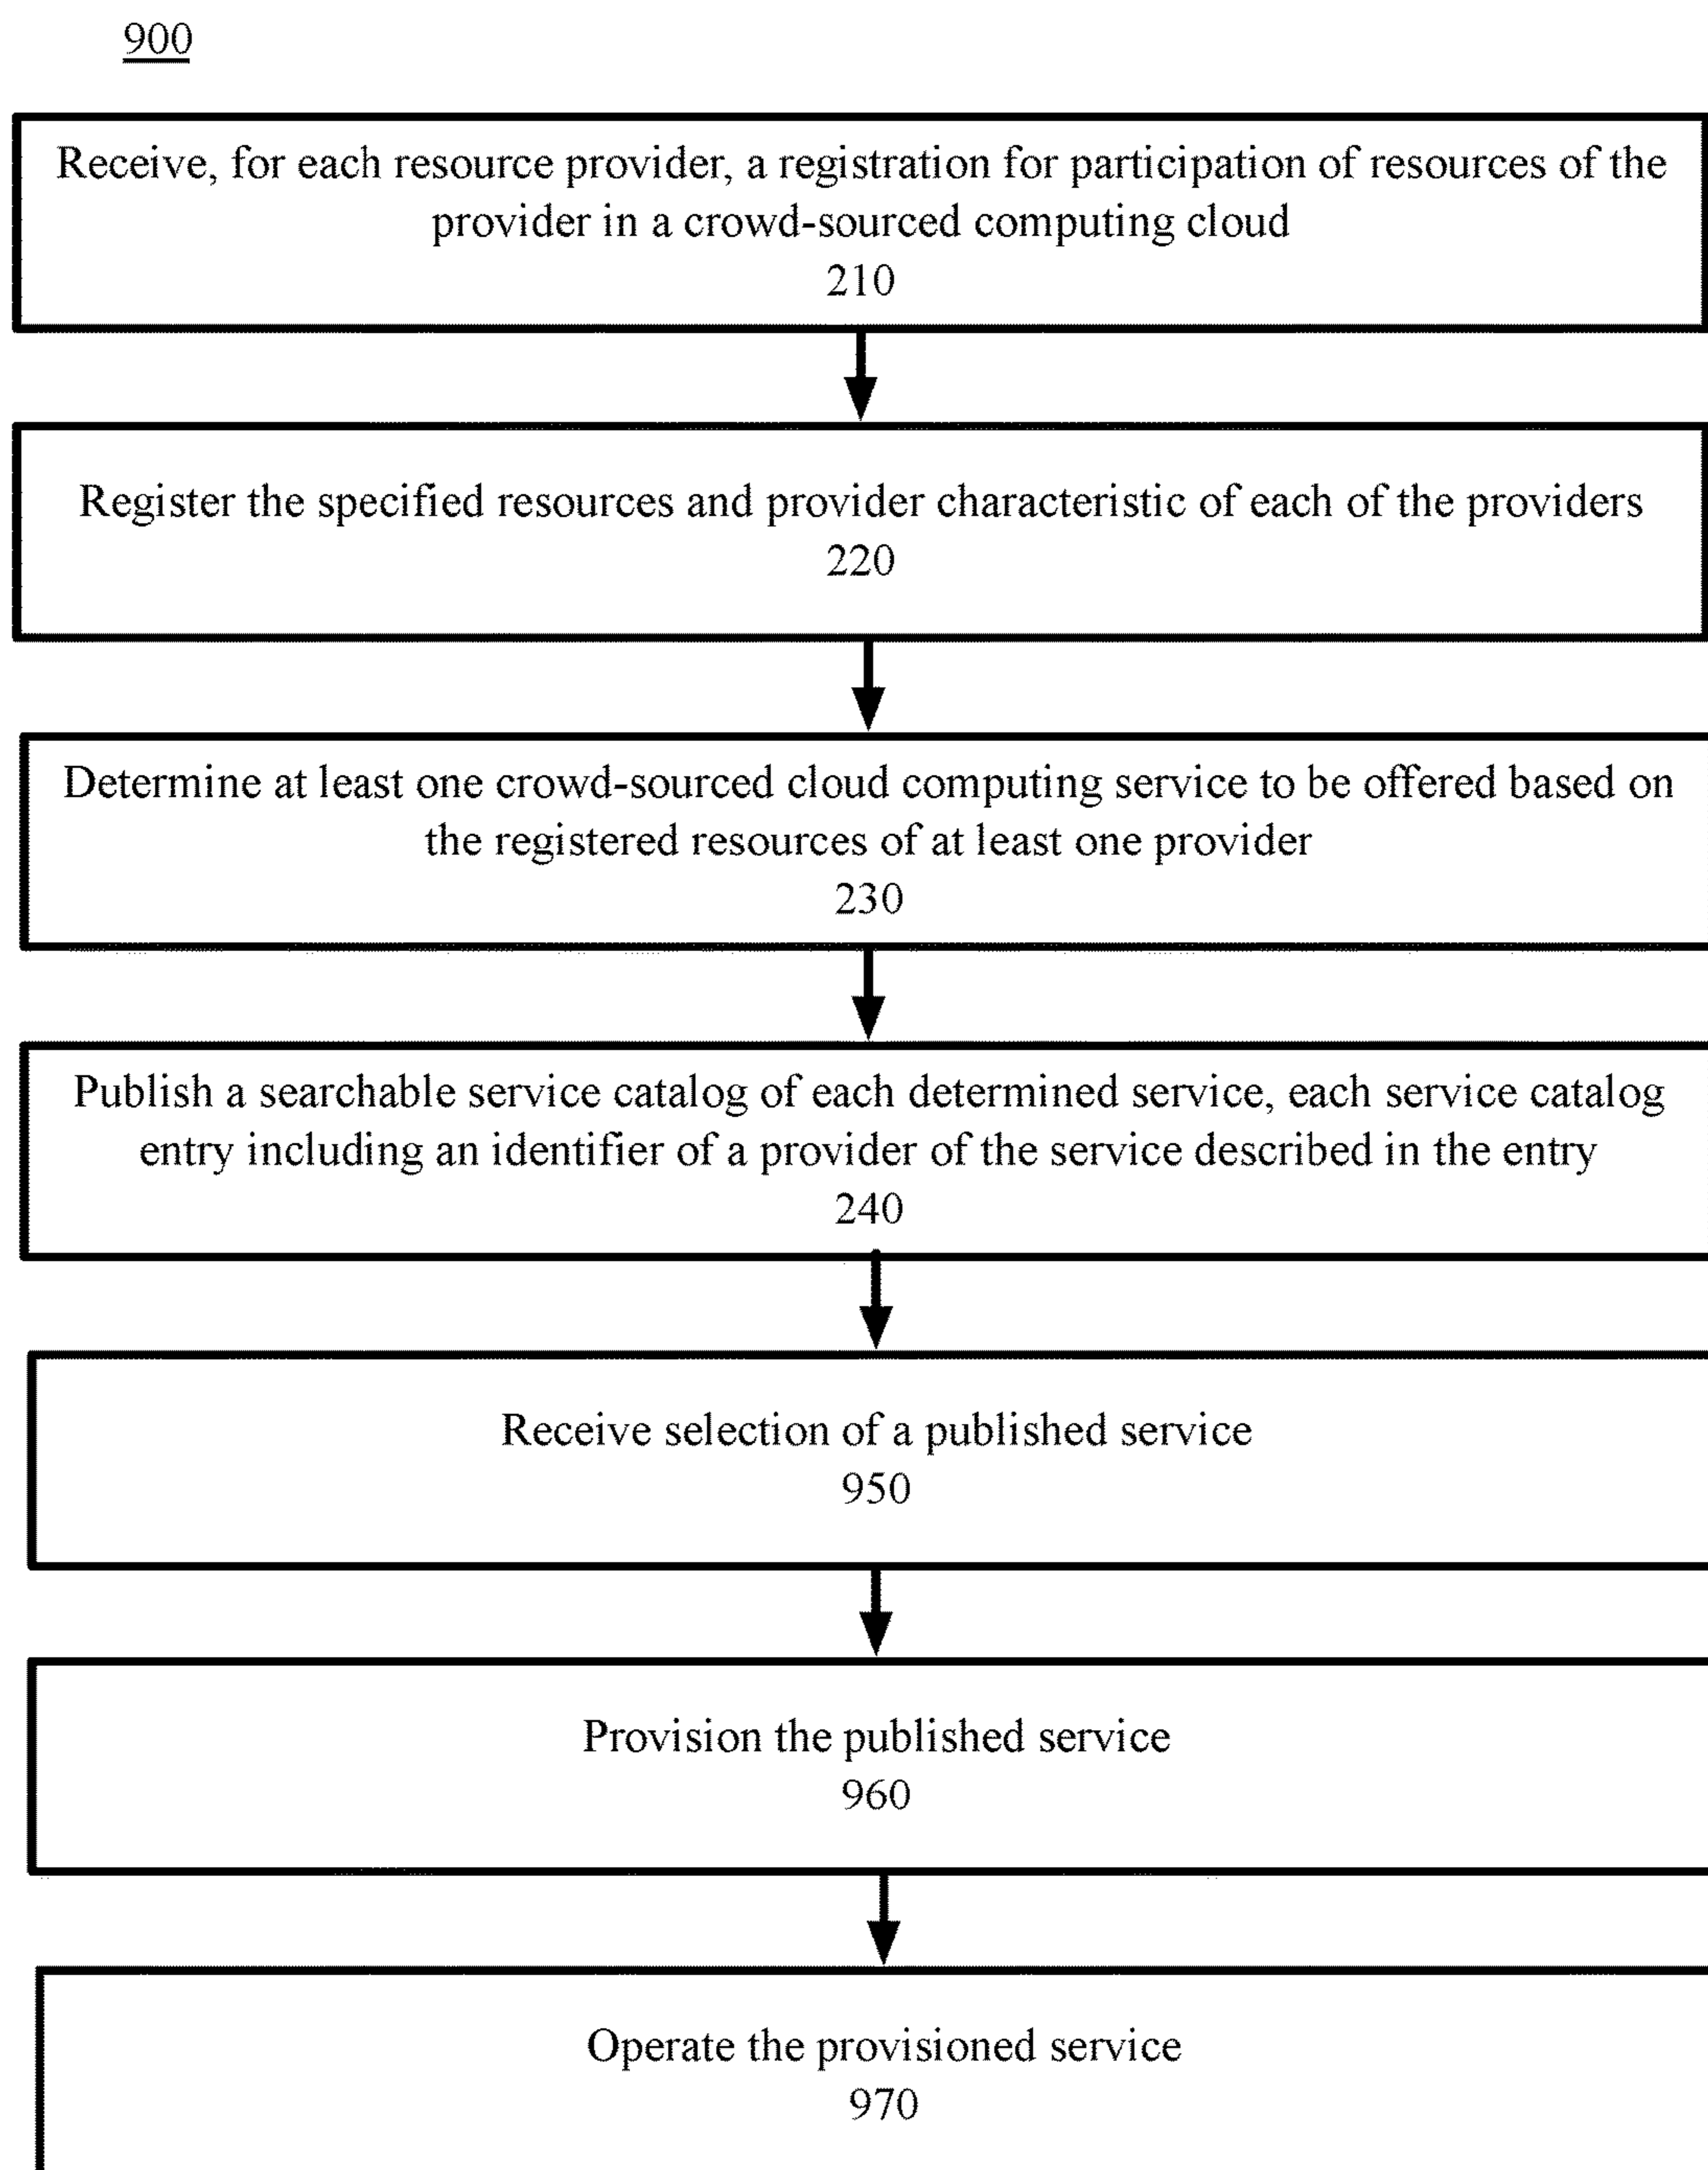 900
Receive, for each resource provider, a registration for participation of resources of the
provider in a crowd-sourced computing cloud
210
Register the specified resources and provider characteristic of each of the providers
220
Determine at least one crowd-sourced cloud computing service to be offered based on
the registered resources of at least one provider
230
Publish a searchable service catalog of each determined service, each service catalog
entry including an identifier of a provider of the service described in the entry
240
Receive selection of a published service
950
Provision the published service
960
Operate the provisioned service
970